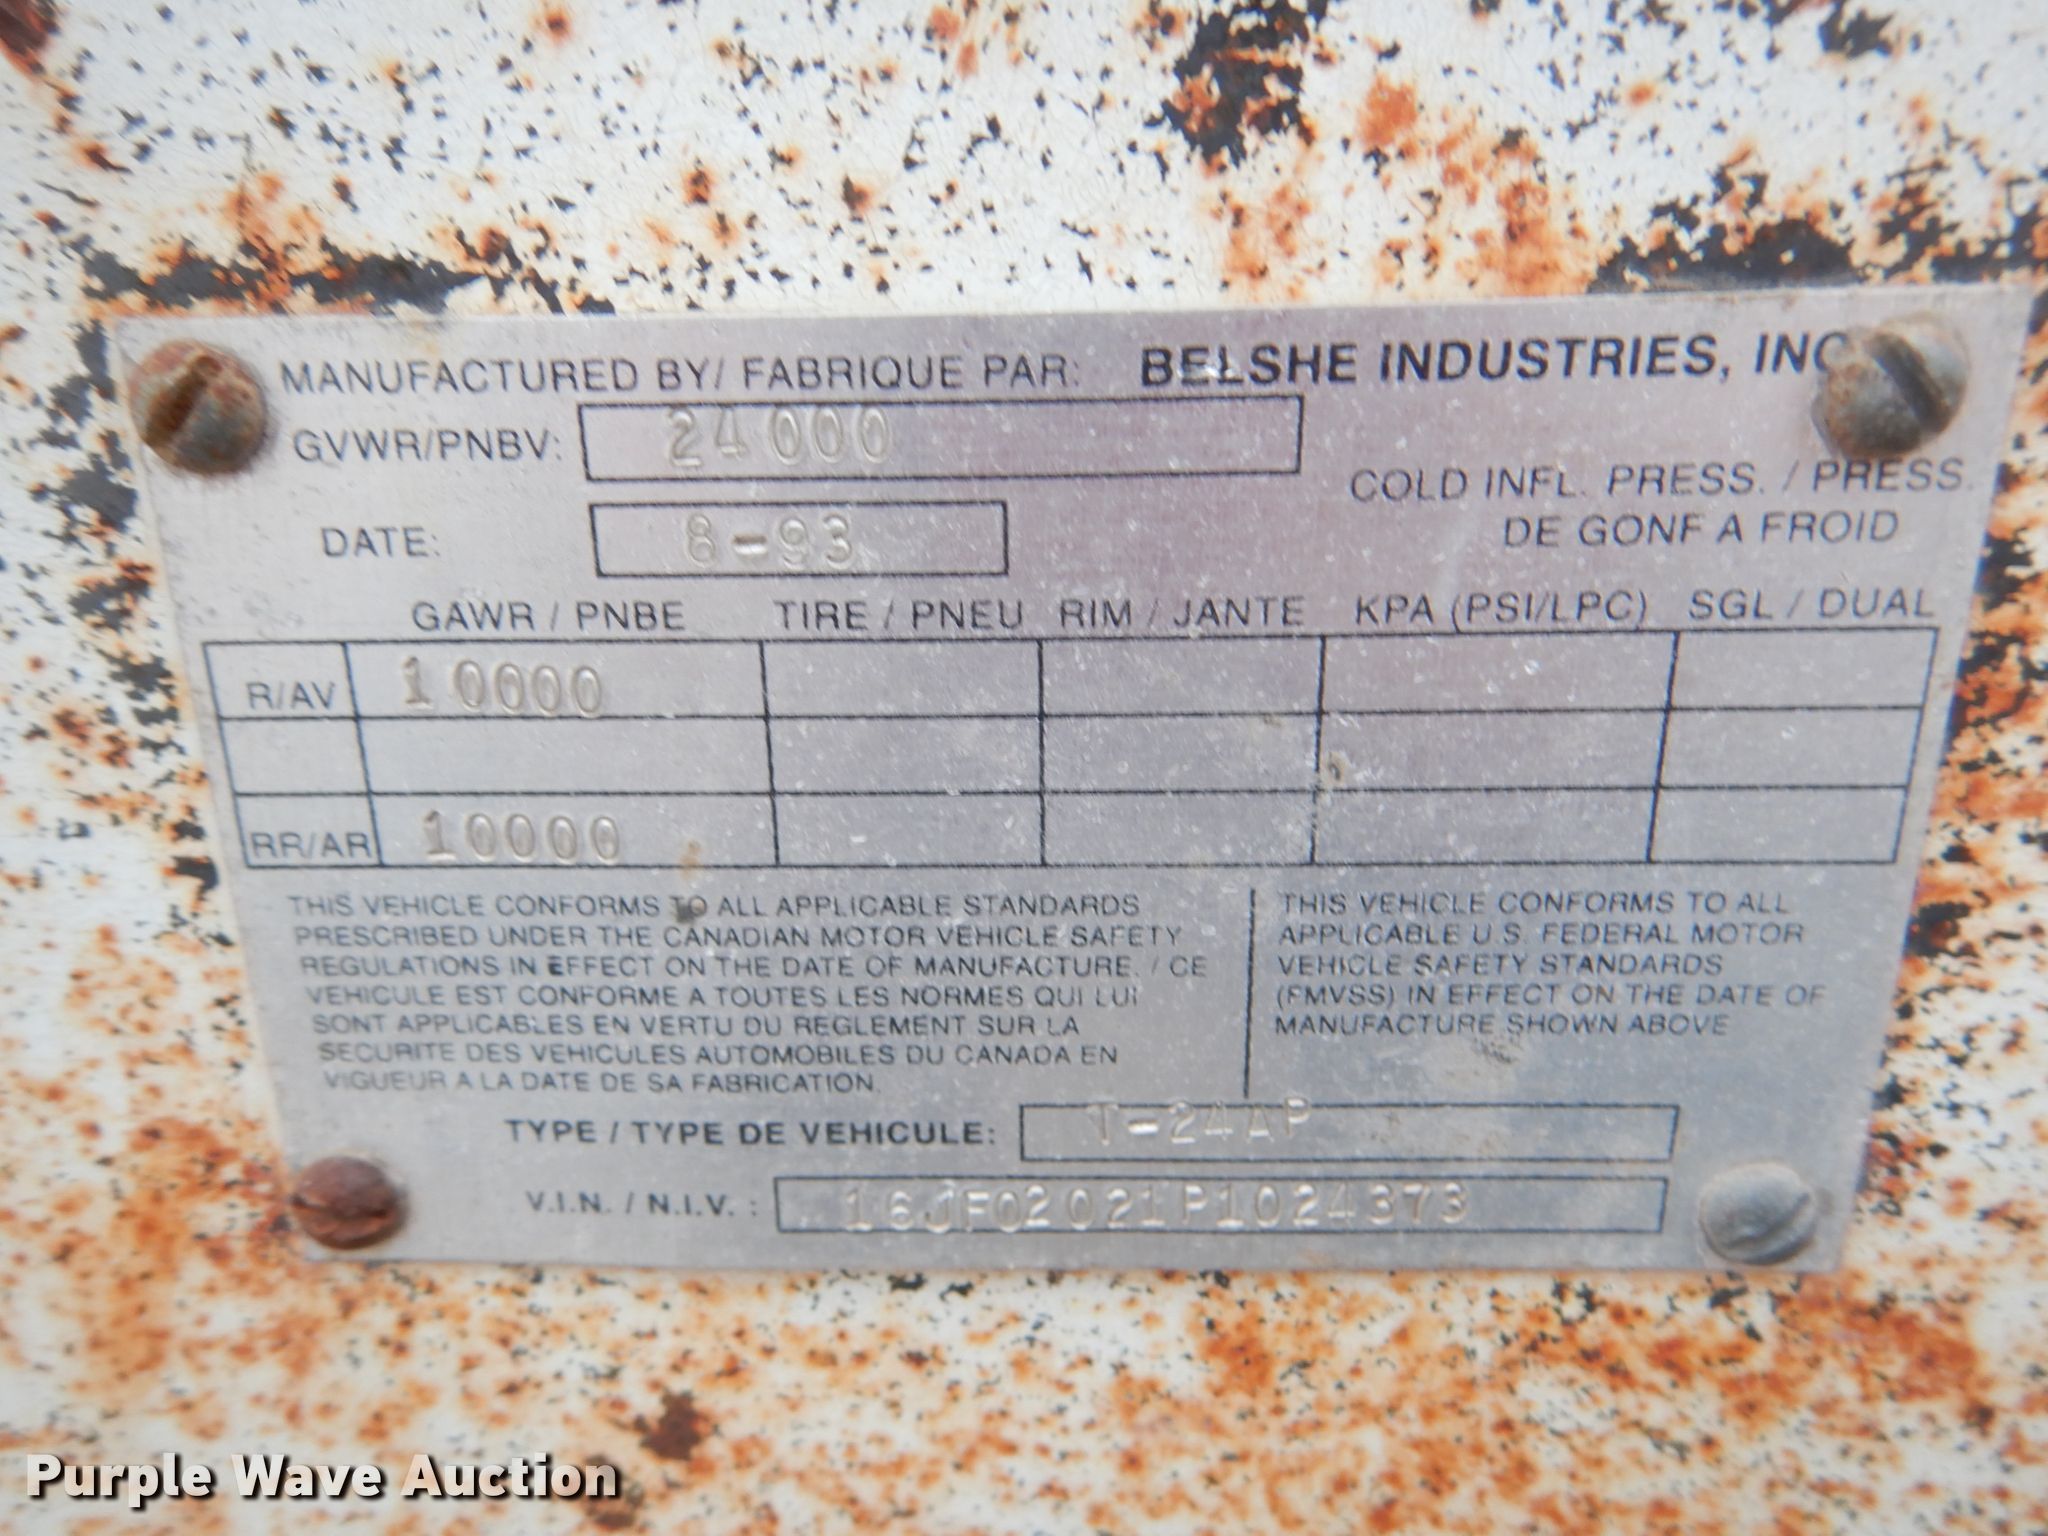 MANUFACTURED BY/ FABRIQUE PAR: BELSHE INDUSTRIES, INC
GVWR/PNBV: 24000
COLD INFL. PRESS. / PRESS.
DE GONF A FROID
DATE: 8-93
GAWR / PNBE TIRE / PNEU RIM / JANTE KPA (PSI/LPC) SGL / DUAL
R/AV 10000
RR/AR 10000
THIS VEHICLE CONFORMS TO ALL APPLICABLE STANDARDS
PRESCRIBED UNDER THE CANADIAN MOTOR VEHICLE SAFETY
REGULATIONS IN EFFECT ON THE DATE OF MANUFACTURE. / CE
VEHICULE EST CONFORME A TOUTES LES NORMES QUI LUI
SONT APPLICABLES EN VERTU DU REGLEMENT SUR LA
SECURITE DES VEHICULES AUTOMOBILES DU CANADA EN
VIGUEUR A LA DATE DE SA FABRICATION.
THIS VEHICLE CONFORMS TO ALL
APPLICABLE U.S. FEDERAL MOTOR
VEHICLE SAFETY STANDARDS
(FMVSS) IN EFFECT ON THE DATE OF
MANUFACTURE SHOWN ABOVE
TYPE / TYPE DE VEHICULE: T-24AP
V.I.N. / N.I.V. : 16JF02021P1024373
Purple Wave Auction